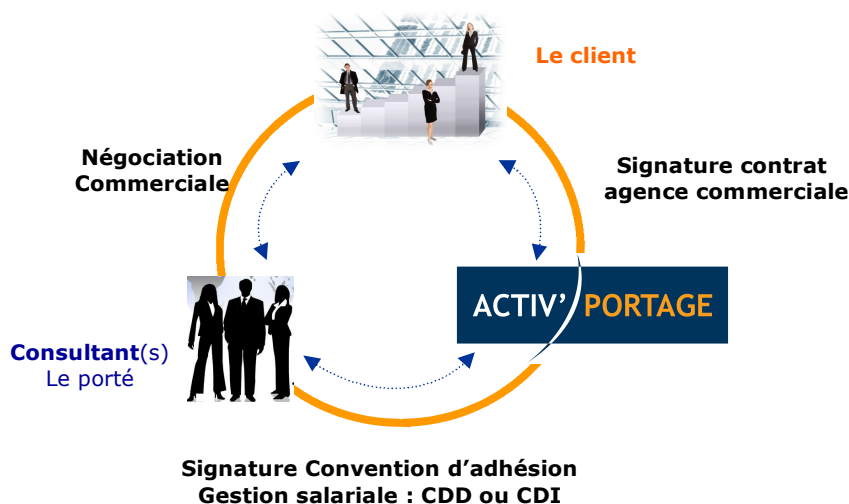 Le client
Négociation
Commerciale
Signature contrat
agence commerciale
ACTIV’ PORTAGE
Consultant(s)
Le porté
Signature Convention d’adhésion
Gestion salariale : CDD ou CDI